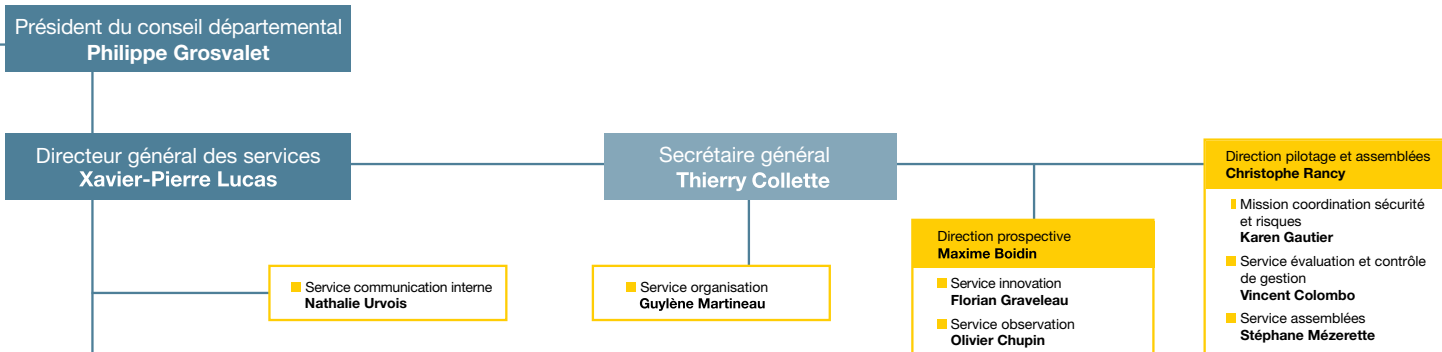 Président du conseil départemental
Philippe Grosvalet
Directeur général des services
Xavier-Pierre Lucas
Secrétaire général
Thierry Collette
Direction pilotage et assemblées
Christophe Rancy
Mission coordination sécurité
et risques
Karen Gautier
Service évaluation et contrôle
de gestion
Vincent Colombo
Service assemblées
Stéphane Mézerette
Direction prospective
Maxime Boidin
Service innovation
Florian Graveleau
Service observation
Olivier Chupin
Service communication interne
Nathalie Urvois
Service organisation
Guylène Martineau